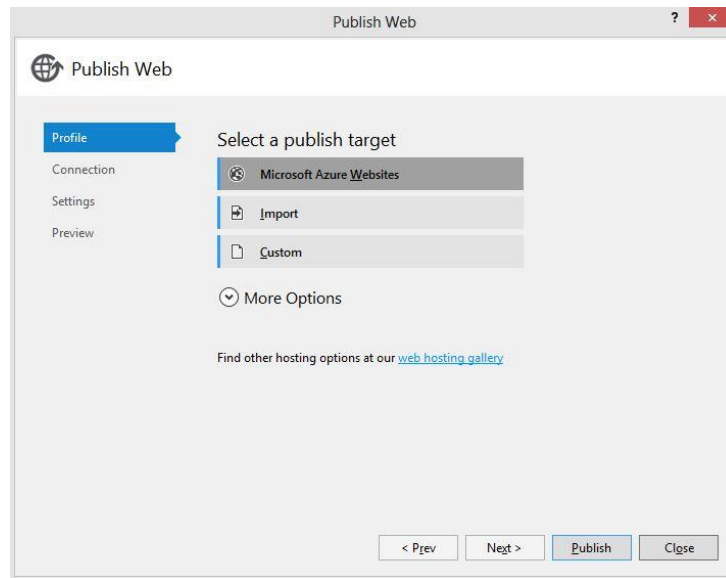 Publish Web
?
Publish Web
Profile
Connection
Settings
Preview
Select a publish target
Microsoft Azure Websites
Import
Custom
More Options
Find other hosting options at our web hosting gallery
< Prev
Next >
Publish
Close